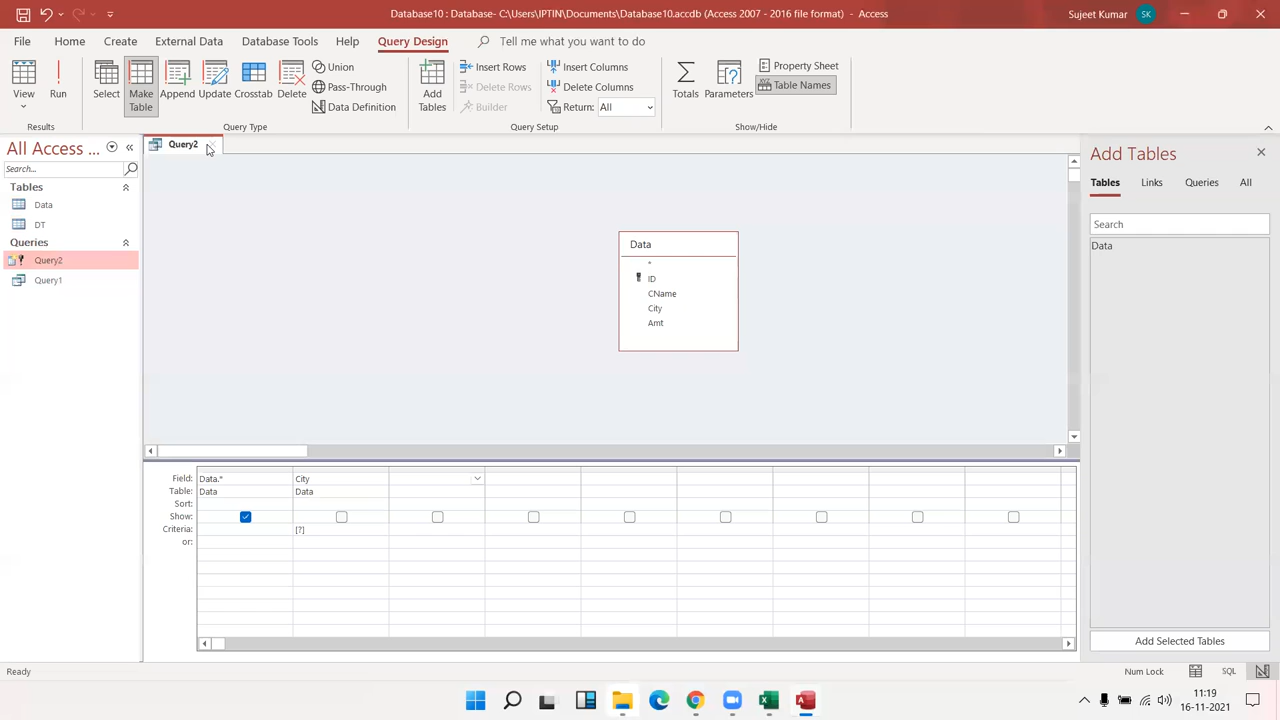 Database10 : Database- C:\Users\IPTIN\Documents\Database10.accdb (Access 2007 - 2016 file format) - Access
Sujeet Kumar
SK
File
Home
Create
External Data
Database Tools
Help
Query Design
Tell me what you want to do
View
Run
Select
Make Table
Append
Update
Crosstab
Delete
Union
Pass-Through
Data Definition
Add Tables
Insert Rows
Delete Rows
Builder
Insert Columns
Delete Columns
Return: All
Totals
Parameters
Property Sheet
Table Names
Results
Query Type
Query Setup
Show/Hide
All Access ...
Search...
Tables
Data
DT
Queries
Query2
Query1
Query2
Data
*
ID
CName
City
Amt
Field: Data.* City
Table: Data Data
Sort:
Show:
Criteria: [?]
or:
Add Tables
Tables Links Queries All
Search
Data
Add Selected Tables
Ready
Num Lock
SQL
11:19
16-11-2021